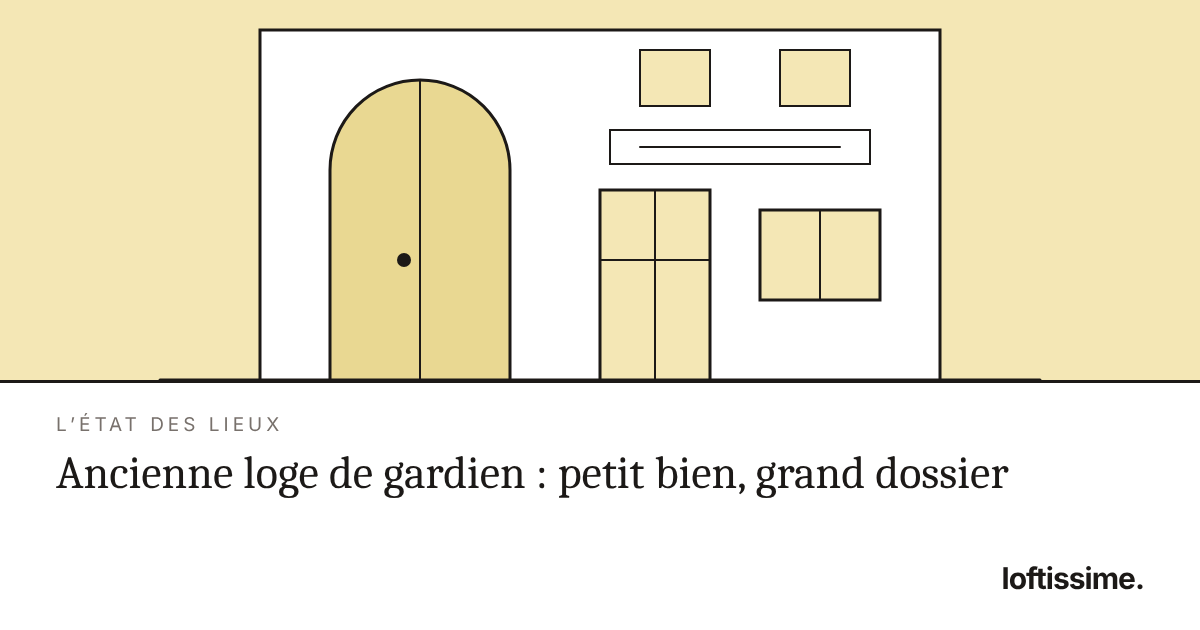 L’ÉTAT DES LIEUX
Ancienne loge de gardien : petit bien, grand dossier
loftissime.